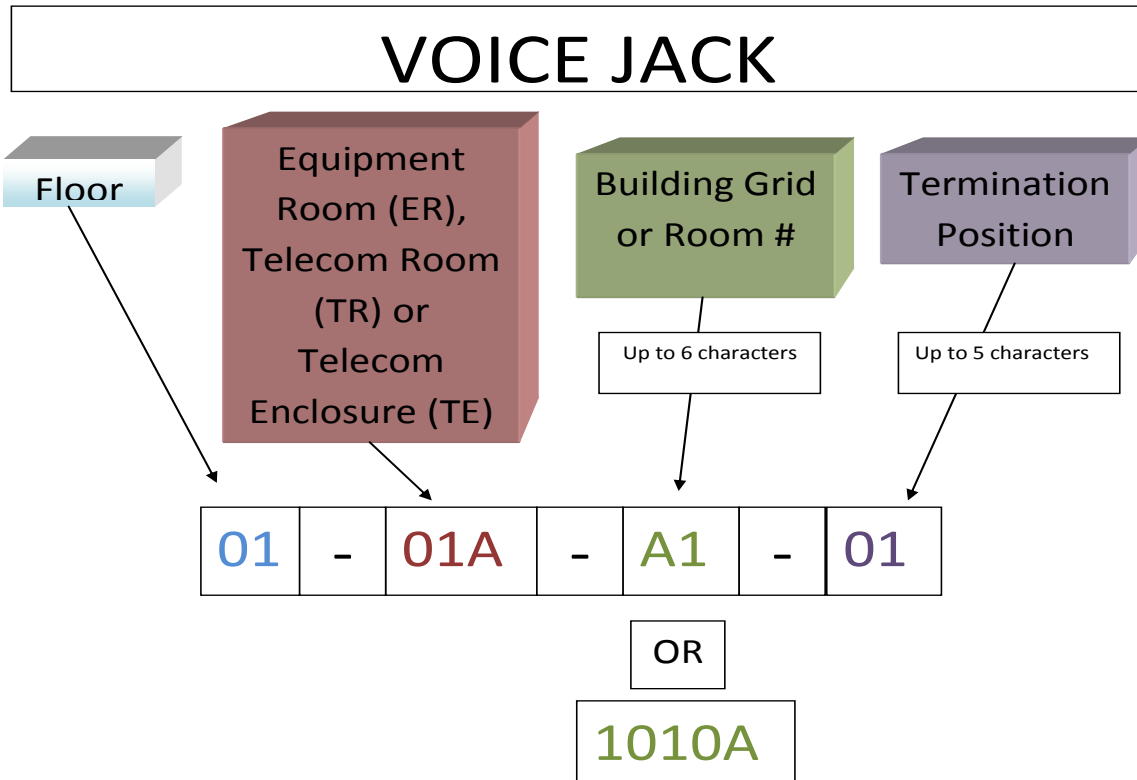 VOICE JACK
Floor
Equipment
Room (ER),
Telecom Room
(TR) or
Telecom
Enclosure (TE)
Building Grid
or Room #
Termination
Position
Up to 6 characters
Up to 5 characters
01 - 01A - A1 - 01
OR
1010A